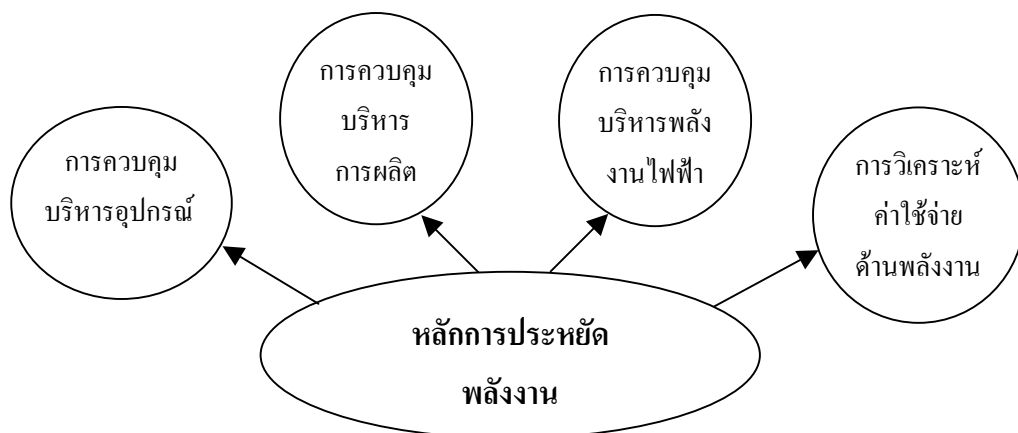 การควบคุม
บริหารอุปกรณ์
การควบคุม
บริหาร
การผลิต
การควบคุม
บริหารพลัง
งานไฟฟ้า
การวิเคราะห์
ค่าใช้จ่าย
ด้านพลังงาน
หลักการประหยัด
พลังงาน